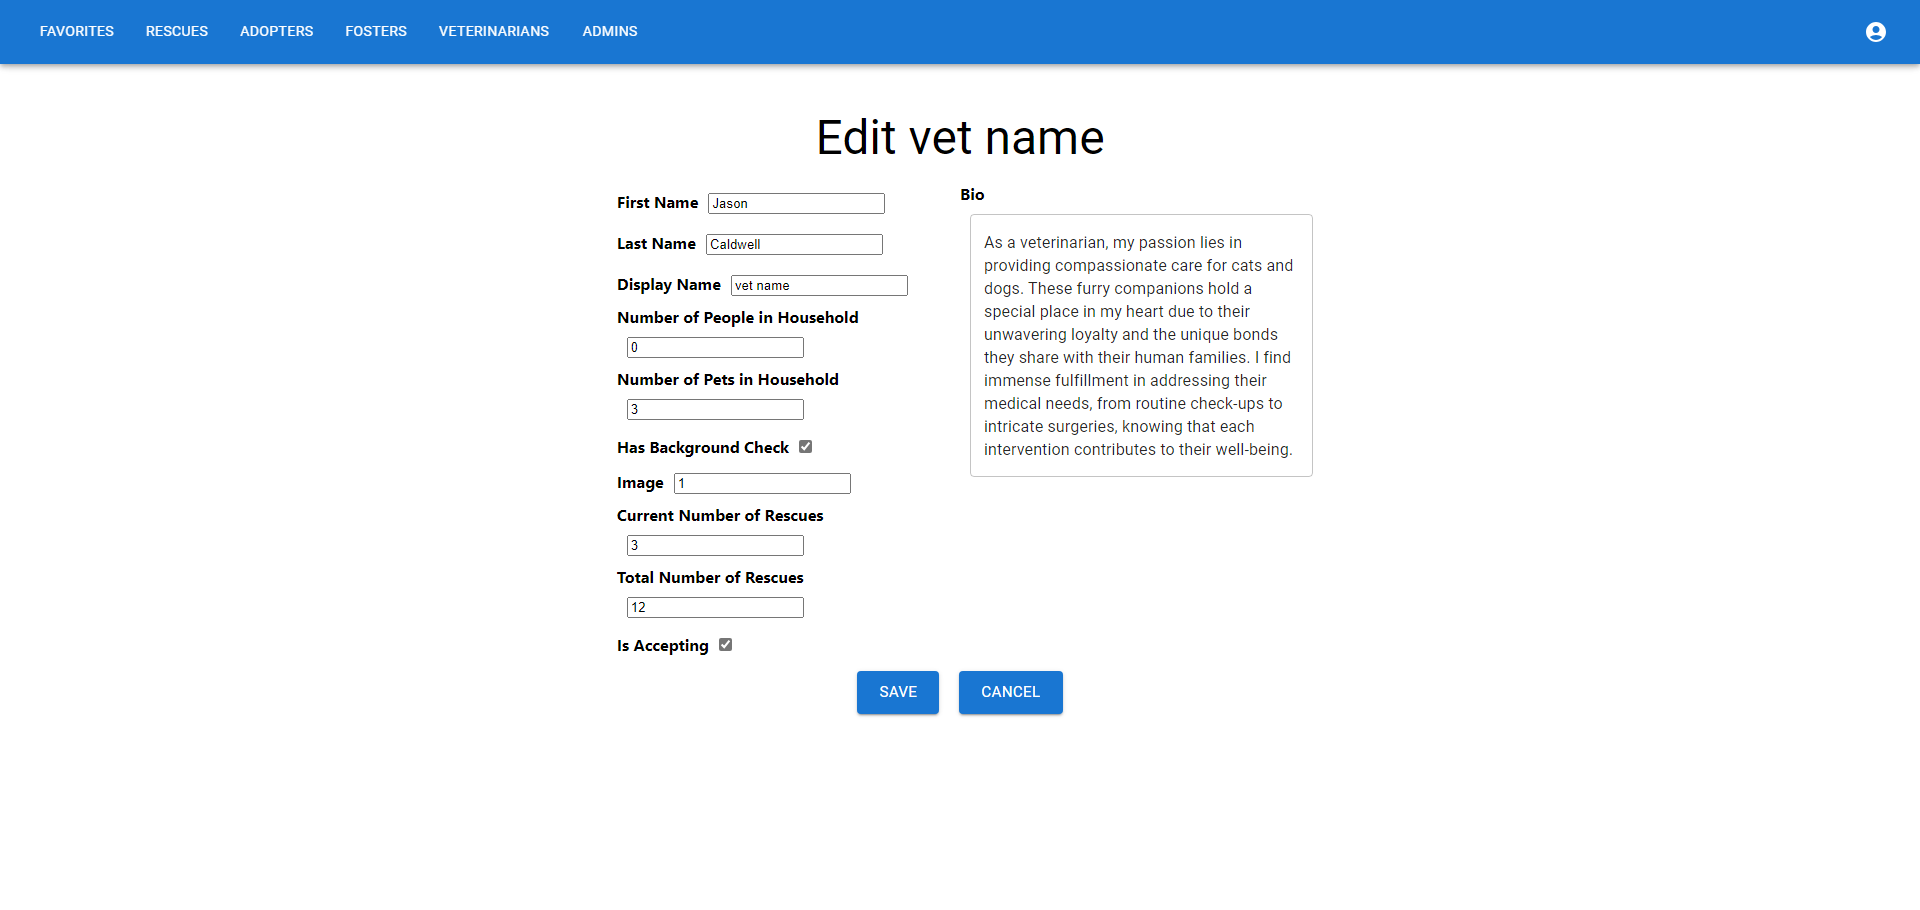 FAVORITES RESCUES ADOPTERS FOSTERS VETERINARIANS ADMINS
Edit vet name
First Name Jason
Last Name Caldwell
Display Name vet name
Number of People in Household
0
Number of Pets in Household
3
Has Background Check
Image 1
Current Number of Rescues
3
Total Number of Rescues
12
Is Accepting
Bio
As a veterinarian, my passion lies in
providing compassionate care for cats and
dogs. These furry companions hold a
special place in my heart due to their
unwavering loyalty and the unique bonds
they share with their human families. I find
immense fulfillment in addressing their
medical needs, from routine check-ups to
intricate surgeries, knowing that each
intervention contributes to their well-being.
SAVE CANCEL